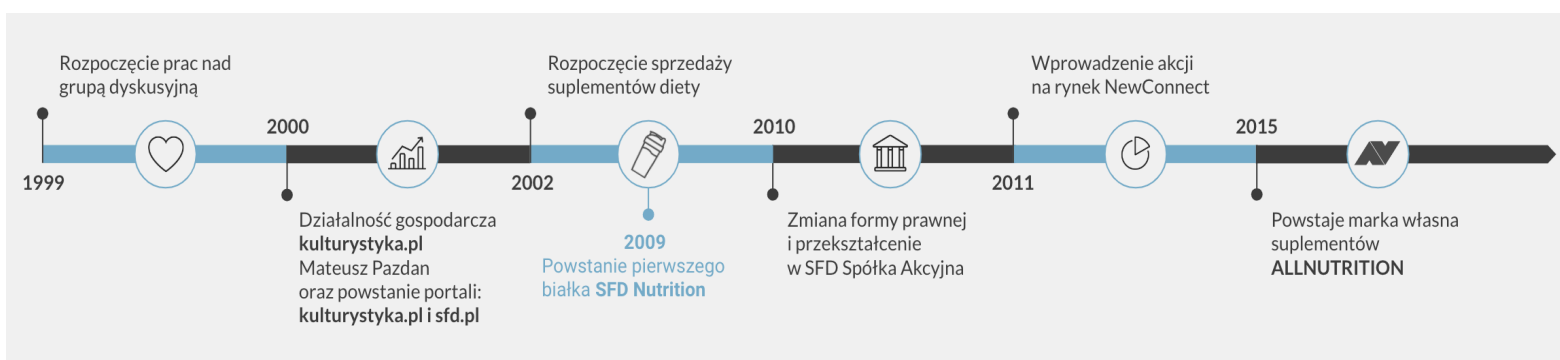 Rozpoczęcie prac nad
grupą dyskusyjną
1999
2000
Działalność gospodarcza
kulturystyka.pl
Mateusz Pazdan
oraz powstanie portali:
kulturystyka.pl i sfd.pl
Rozpoczęcie sprzedaży
suplementów diety
2002
2009
Powstanie pierwszego
białka SFD Nutrition
2010
Zmiana formy prawnej
i przekształcenie
w SFD Spółka Akcyjna
Wprowadzenie akcji
na rynek NewConnect
2011
2015
Powstaje marka własna
suplementów
ALLNUTRITION